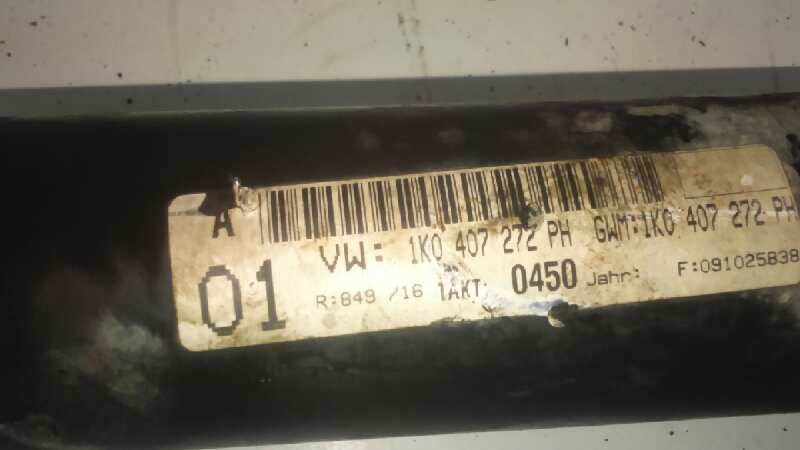 A
01
VW: 1K0 407 272 PH GWM:1K0 407 272 PH
R:849 /16 1AKT: 0450 Jahr: F:091025838